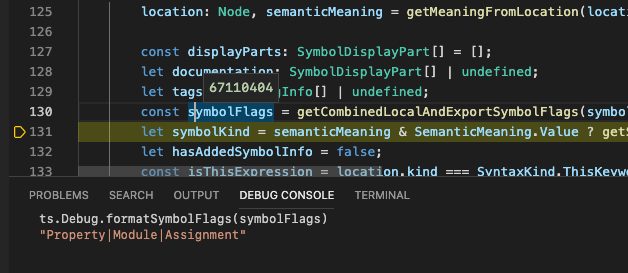 125 location: Node, semanticMeaning = getMeaningFromLocation(locati
126
127 const displayParts: SymbolDisplayPart[] = [];
128 let documentation: SymbolDisplayPart[] | undefined;
67110404
129 let tags Info[] | undefined;
130 const symbolFlags = getCombinedLocalAndExportSymbolFlags(symbo
131 let symbolKind = semanticMeaning & SemanticMeaning.Value ? getS
132 let hasAddedSymbolInfo = false;
133 const isThisExpression = location.kind === SyntaxKind.ThisKeywo
PROBLEMS SEARCH OUTPUT DEBUG CONSOLE TERMINAL
ts.Debug.formatSymbolFlags(symbolFlags)
"Property|Module|Assignment"